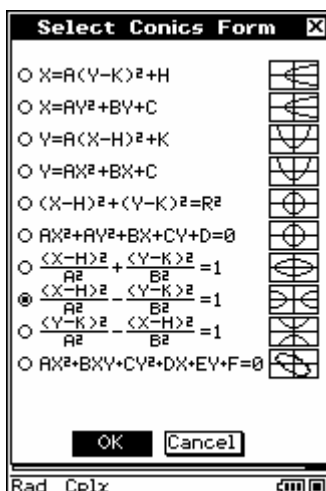 Select Conics Form X
X=A(Y-K)²+H
X=AY²+BY+C
Y=A(X-H)²+K
Y=AX²+BX+C
(X-H)²+(Y-K)²=R²
AX²+AY²+BX+CY+D=0
(X-H)²/A²+(Y-K)²/B²=1
(X-H)²/A²-(Y-K)²/B²=1
(Y-K)²/A²-(X-H)²/B²=1
AX²+BXY+CY²+DX+EY+F=0
OK Cancel
Rad Cplx